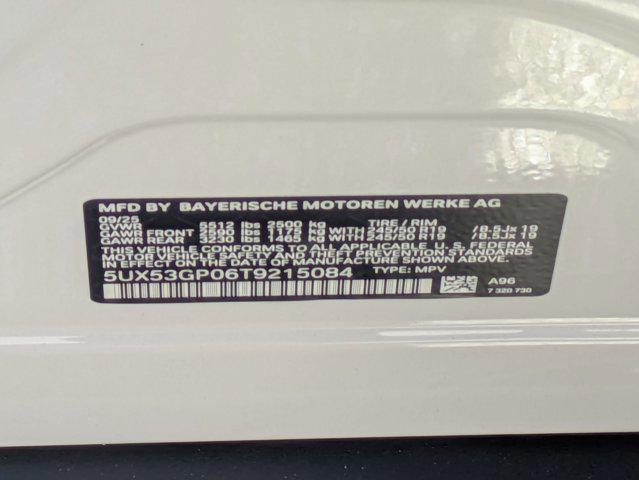 MFD BY BAYERISCHE MOTOREN WERKE AG
09/25
GVWR 5512 lbs 2500 kg TIRE / RIM
GAWR FRONT 2590 lbs 1175 kg WITH 245/50 R19 /8.5Jx 19
GAWR REAR 3230 lbs 1465 kg WITH 245/50 R19 /8.5Jx 19
THIS VEHICLE CONFORMS TO ALL APPLICABLE U. S. FEDERAL
MOTOR VEHICLE SAFETY AND THEFT PREVENTION STANDARDS
IN EFFECT ON THE DATE OF MANUFACTURE SHOWN ABOVE.
5UX53GP06T9215084 TYPE: MPV
A96
7 320 730